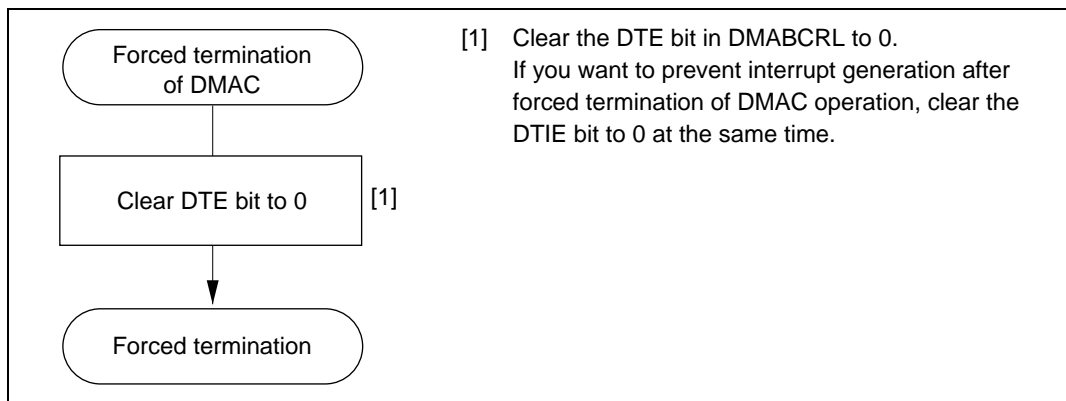 Forced termination
of DMAC
Clear DTE bit to 0
[1]
Forced termination
[1] Clear the DTE bit in DMABCRL to 0.
If you want to prevent interrupt generation after
forced termination of DMAC operation, clear the
DTIE bit to 0 at the same time.